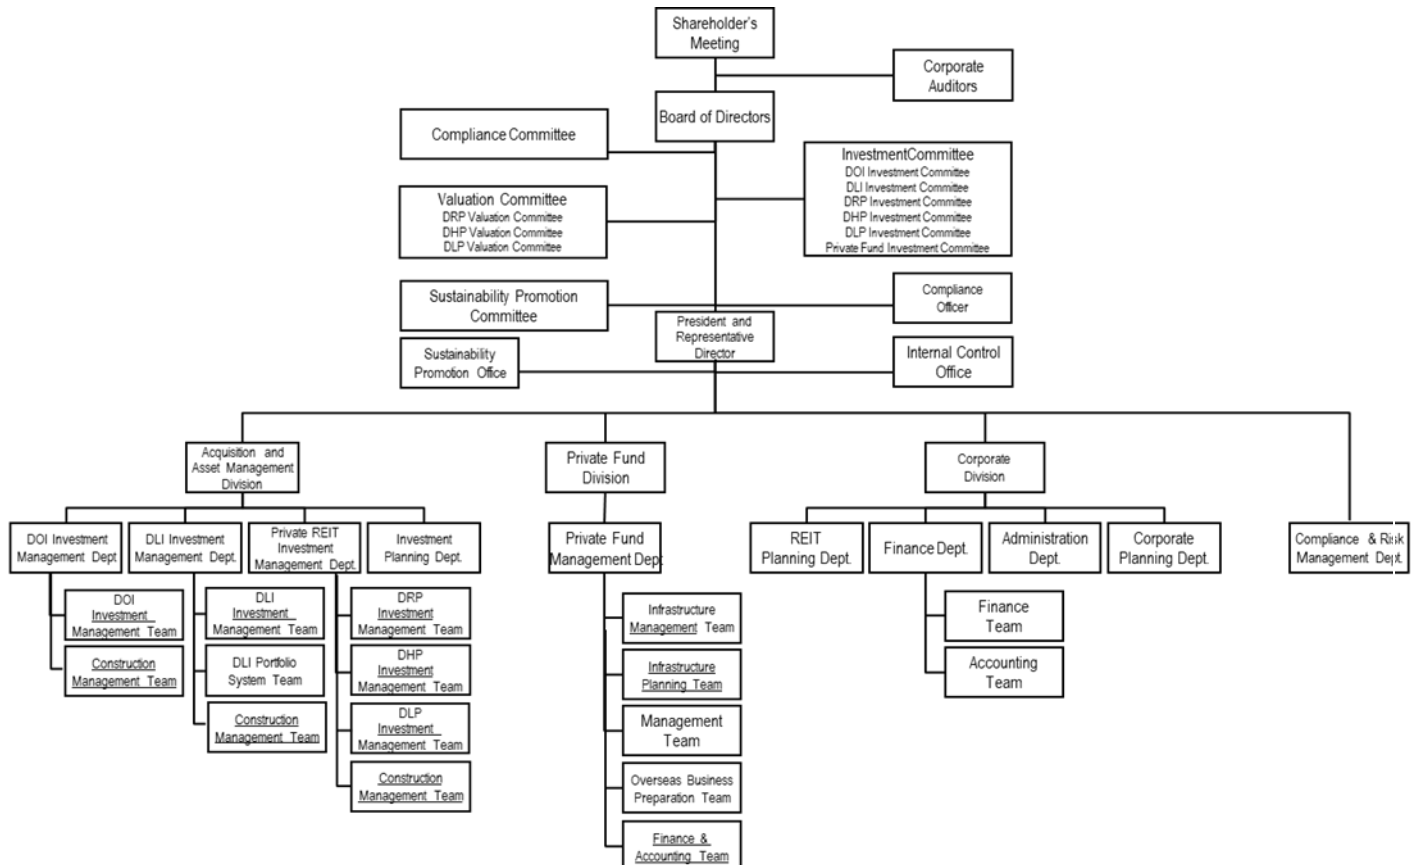 Shareholder's
Meeting
Corporate
Auditors
Board of Directors
Compliance Committee
InvestmentCommittee
DOI Investment Committee
DLI Investment Committee
DRP Investment Committee
DHP Investment Committee
DLP Investment Committee
Private Fund Investment Committee
Valuation Committee
DRP Valuation Committee
DHP Valuation Committee
DLP Valuation Committee
Sustainability Promotion
Committee
Compliance
Officer
President and
Representative
Director
Sustainability
Promotion Office
Internal Control
Office
Acquisition and
Asset Management
Division
Private Fund
Division
Corporate
Division
DOI Investment
Management Dept
DLI Investment
Management Dept.
Private REIT
Investment
Management Dept.
Investment
Planning Dept.
Private Fund
Management Dept
REIT
Planning Dept.
Finance Dept.
Administration
Dept.
Corporate
Planning Dept.
Compliance & Risk
Management Dept.
DOI
Investment
Management Team
Construction
Management Team
DLI
Investment
Management Team
DLI Portfolio
System Team
Construction
Management Team
DRP
Investment
Management Team
DHP
Investment
Management Team
DLP
Investment
Management Team
Construction
Management Team
Infrastructure
Management Team
Infrastructure
Planning Team
Management
Team
Overseas Business
Preparation Team
Finance &
Accounting Team
Finance
Team
Accounting
Team